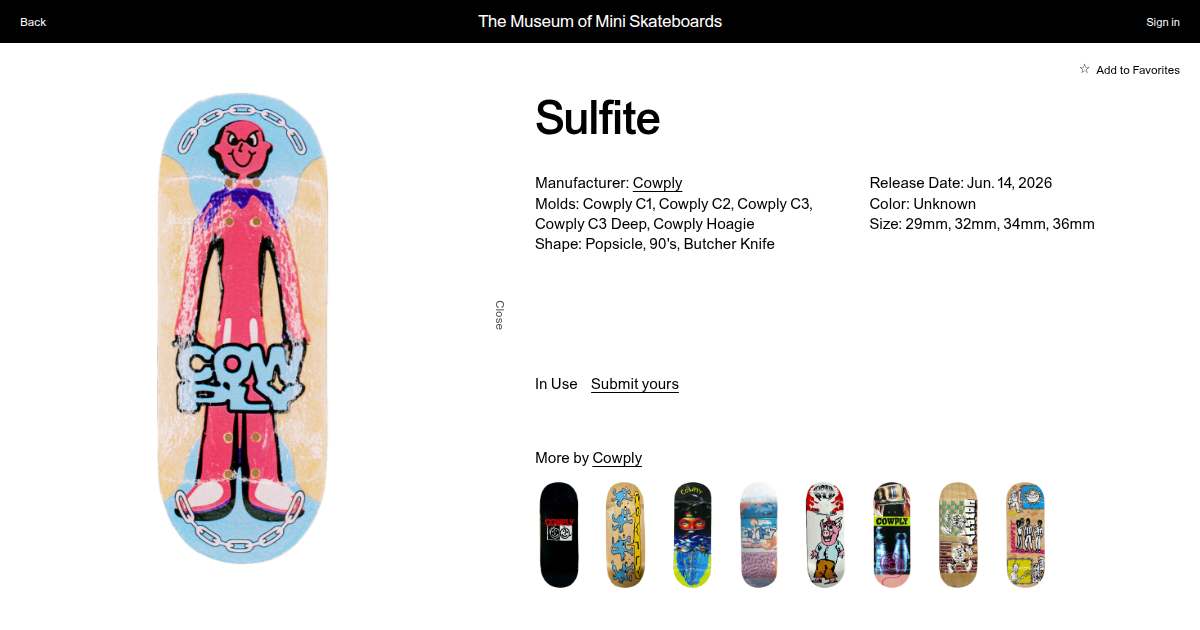 Back
The Museum of Mini Skateboards
Sign in
☆ Add to Favorites
Sulfite
Manufacturer: Cowply
Molds: Cowply C1, Cowply C2, Cowply C3,
Cowply C3 Deep, Cowply Hoagie
Shape: Popsicle, 90's, Butcher Knife
Release Date: Jun. 14, 2026
Color: Unknown
Size: 29mm, 32mm, 34mm, 36mm
COW
PLY
Close
In Use Submit yours
More by Cowply
COWPLY
COWPLY
COWPLY